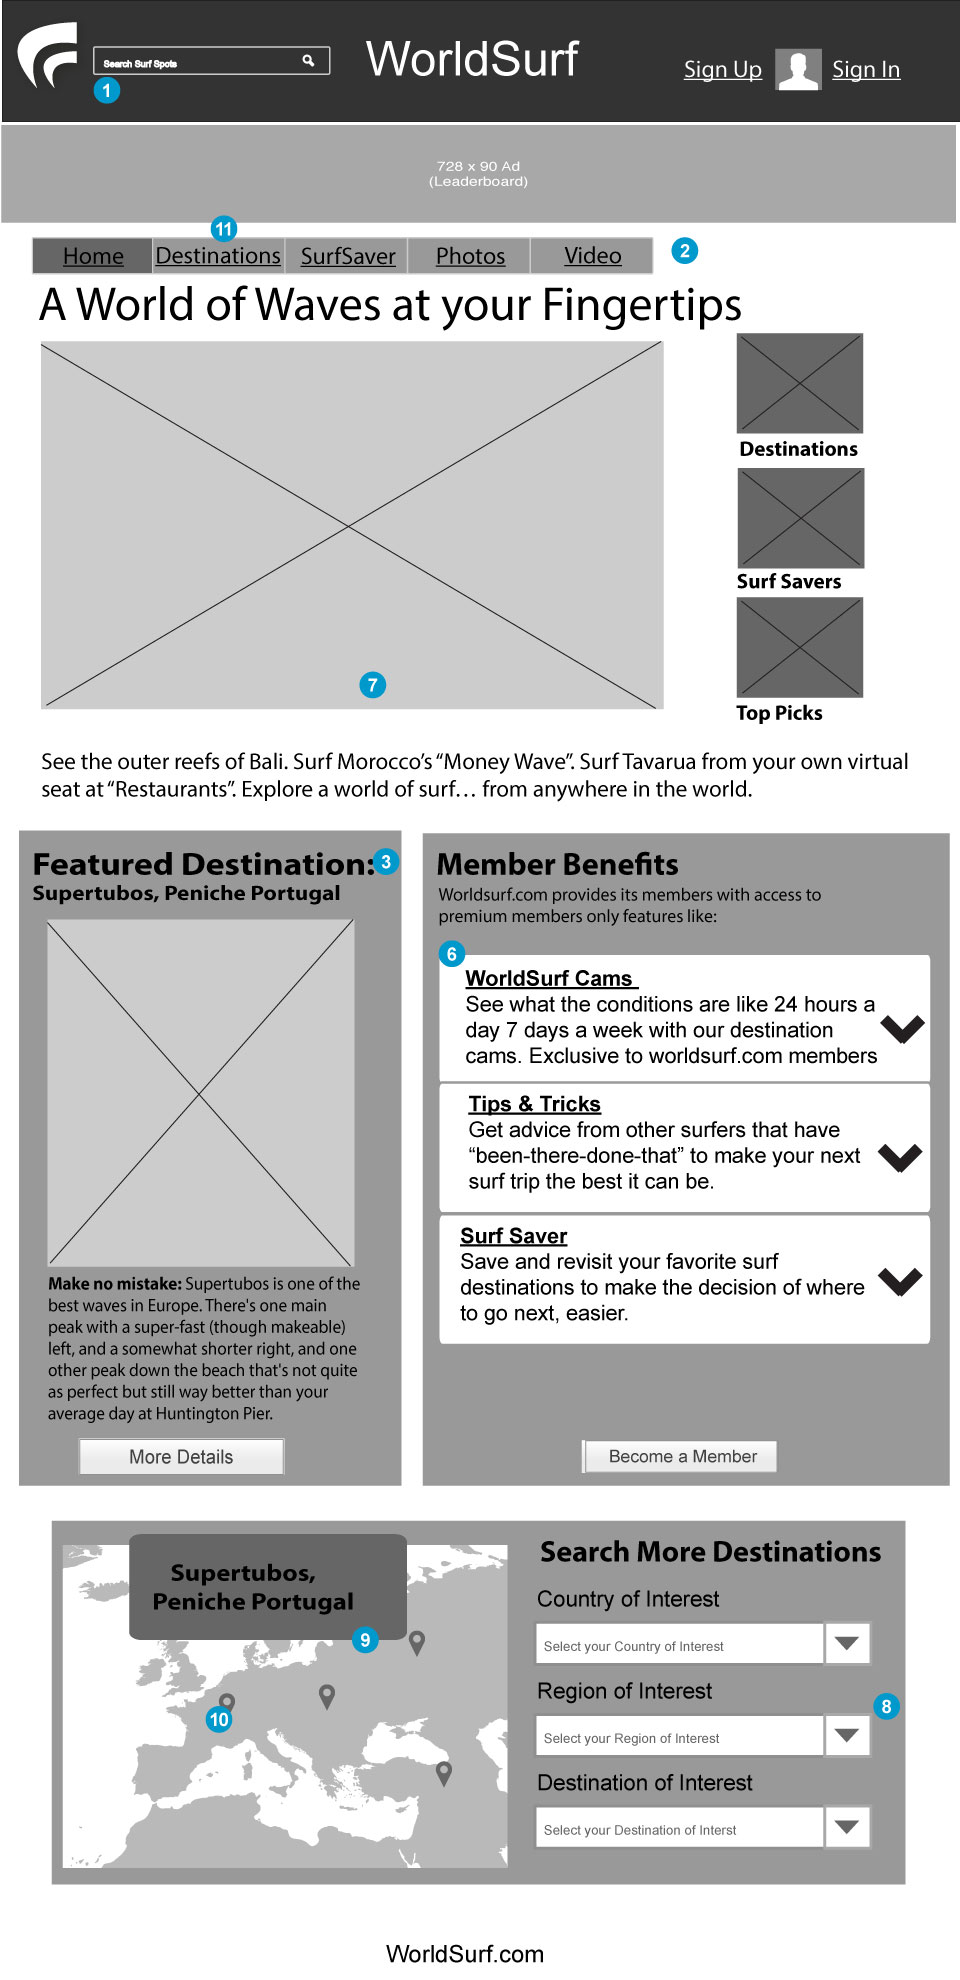 Search Surf Spots
WorldSurf
Sign Up
Sign In
1
728 x 90 Ad
(Leaderboard)
11
Home
Destinations
SurfSaver
Photos
Video
2
A World of Waves at your Fingertips
Destinations
Surf Savers
7
Top Picks
See the outer reefs of Bali. Surf Morocco’s “Money Wave”. Surf Tavarua from your own virtual
seat at “Restaurants”. Explore a world of surf… from anywhere in the world.
Featured Destination:
3
Supertubos, Peniche Portugal
Make no mistake: Supertubos is one of the
best waves in Europe. There's one main
peak with a super-fast (though makeable)
left, and a somewhat shorter right, and one
other peak down the beach that's not quite
as perfect but still way better than your
average day at Huntington Pier.
More Details
Member Benefits
Worldsurf.com provides its members with access to
premium members only features like:
6
WorldSurf Cams
See what the conditions are like 24 hours a
day 7 days a week with our destination
cams. Exclusive to worldsurf.com members
Tips & Tricks
Get advice from other surfers that have
“been-there-done-that” to make your next
surf trip the best it can be.
Surf Saver
Save and revisit your favorite surf
destinations to make the decision of where
to go next, easier.
Become a Member
Supertubos,
Peniche Portugal
9
10
Search More Destinations
Country of Interest
Select your Country of Interest
Region of Interest
8
Select your Region of Interest
Destination of Interest
Select your Destination of Interst
WorldSurf.com